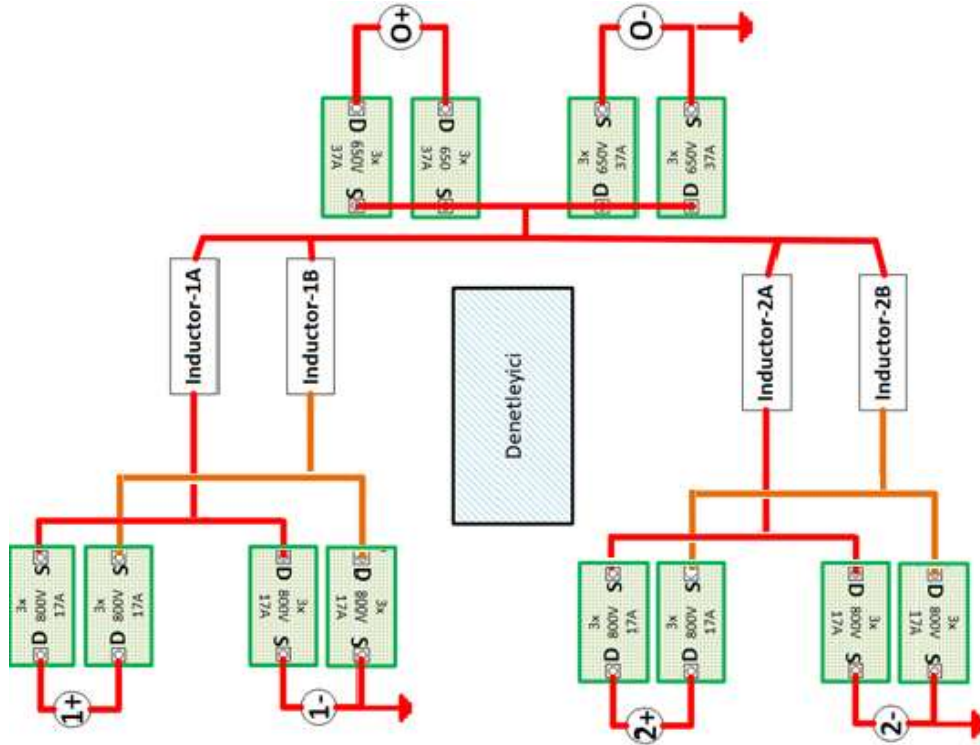 O+
O-
D
3x
650V
37A
S
D
3x
650
37A
S
S
3x
650V
37A
D
S
3x
650V
37A
D
Inductor-1A
Inductor-1B
Inductor-2A
Inductor-2B
Denetleyici
S
3x
800V
17A
D
S
3x
800V
17A
D
D
3x
800V
17A
S
D
3x
800V
17A
S
S
3x
800V
17A
D
S
3x
800V
17A
D
D
3x
800V
17A
S
D
3x
800V
17A
S
1+
1-
2+
2-